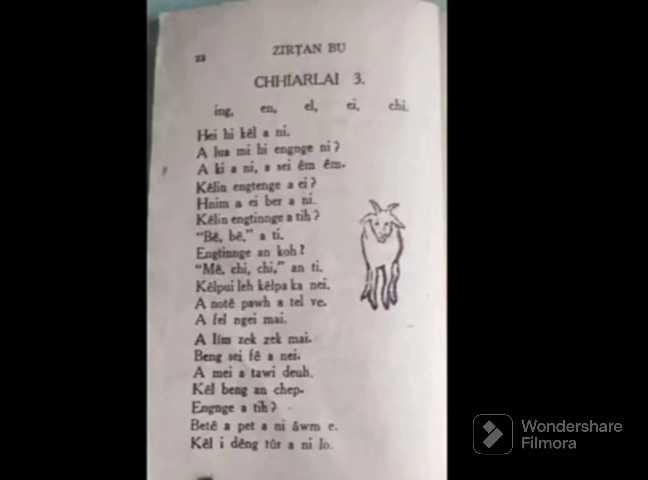 22 ZIRṬAN BU
CHHIARLAI 3.
ing, en, el, ei, chi.
Hei hi kêl a ni.
A lua mi hi engnge ni?
A ki a ni, a sei êm êm.
Kêlin engtenge a ei?
Hnim a ei ber a ni.
Kêlin engtinnge a tih?
“Bê, bê,” a ti.
Engtinnge an koh?
“Mê, chi, chi,” an ti.
Kêlpui leh kêlpa ka nei.
A notê pawh a tel ve.
A fel ngei mai.
A lîm zek zek mai.
Beng sei fê a nei.
A mei a tawi deuh.
Kêl beng an chep.
Engnge a tih?
Betê a pet a ni âwm e.
Kêl i dêng tûr a ni lo.
Wondershare
Filmora